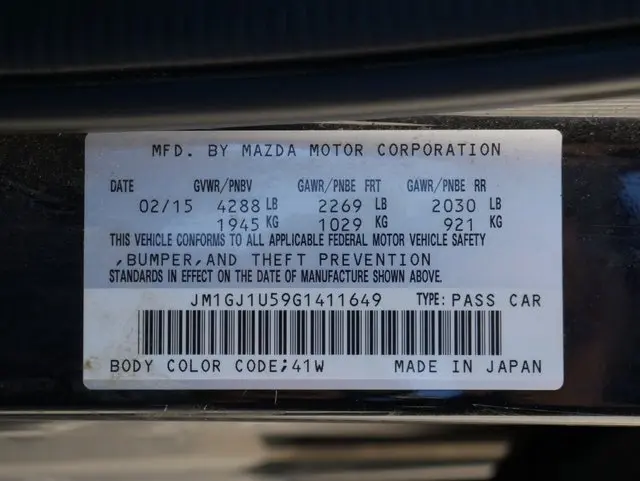 MFD. BY MAZDA MOTOR CORPORATION
DATE GVWR/PNBV GAWR/PNBE FRT GAWR/PNBE RR
02/15 4288 LB 2269 LB 2030 LB
1945 KG 1029 KG 921 KG
THIS VEHICLE CONFORMS TO ALL APPLICABLE FEDERAL MOTOR VEHICLE SAFETY
,BUMPER,AND THEFT PREVENTION
STANDARDS IN EFFECT ON THE DATE OF MANUFACTURE SHOWN ABOVE.
JM1GJ1U59G1411649 TYPE: PASS CAR
BODY COLOR CODE;41W MADE IN JAPAN